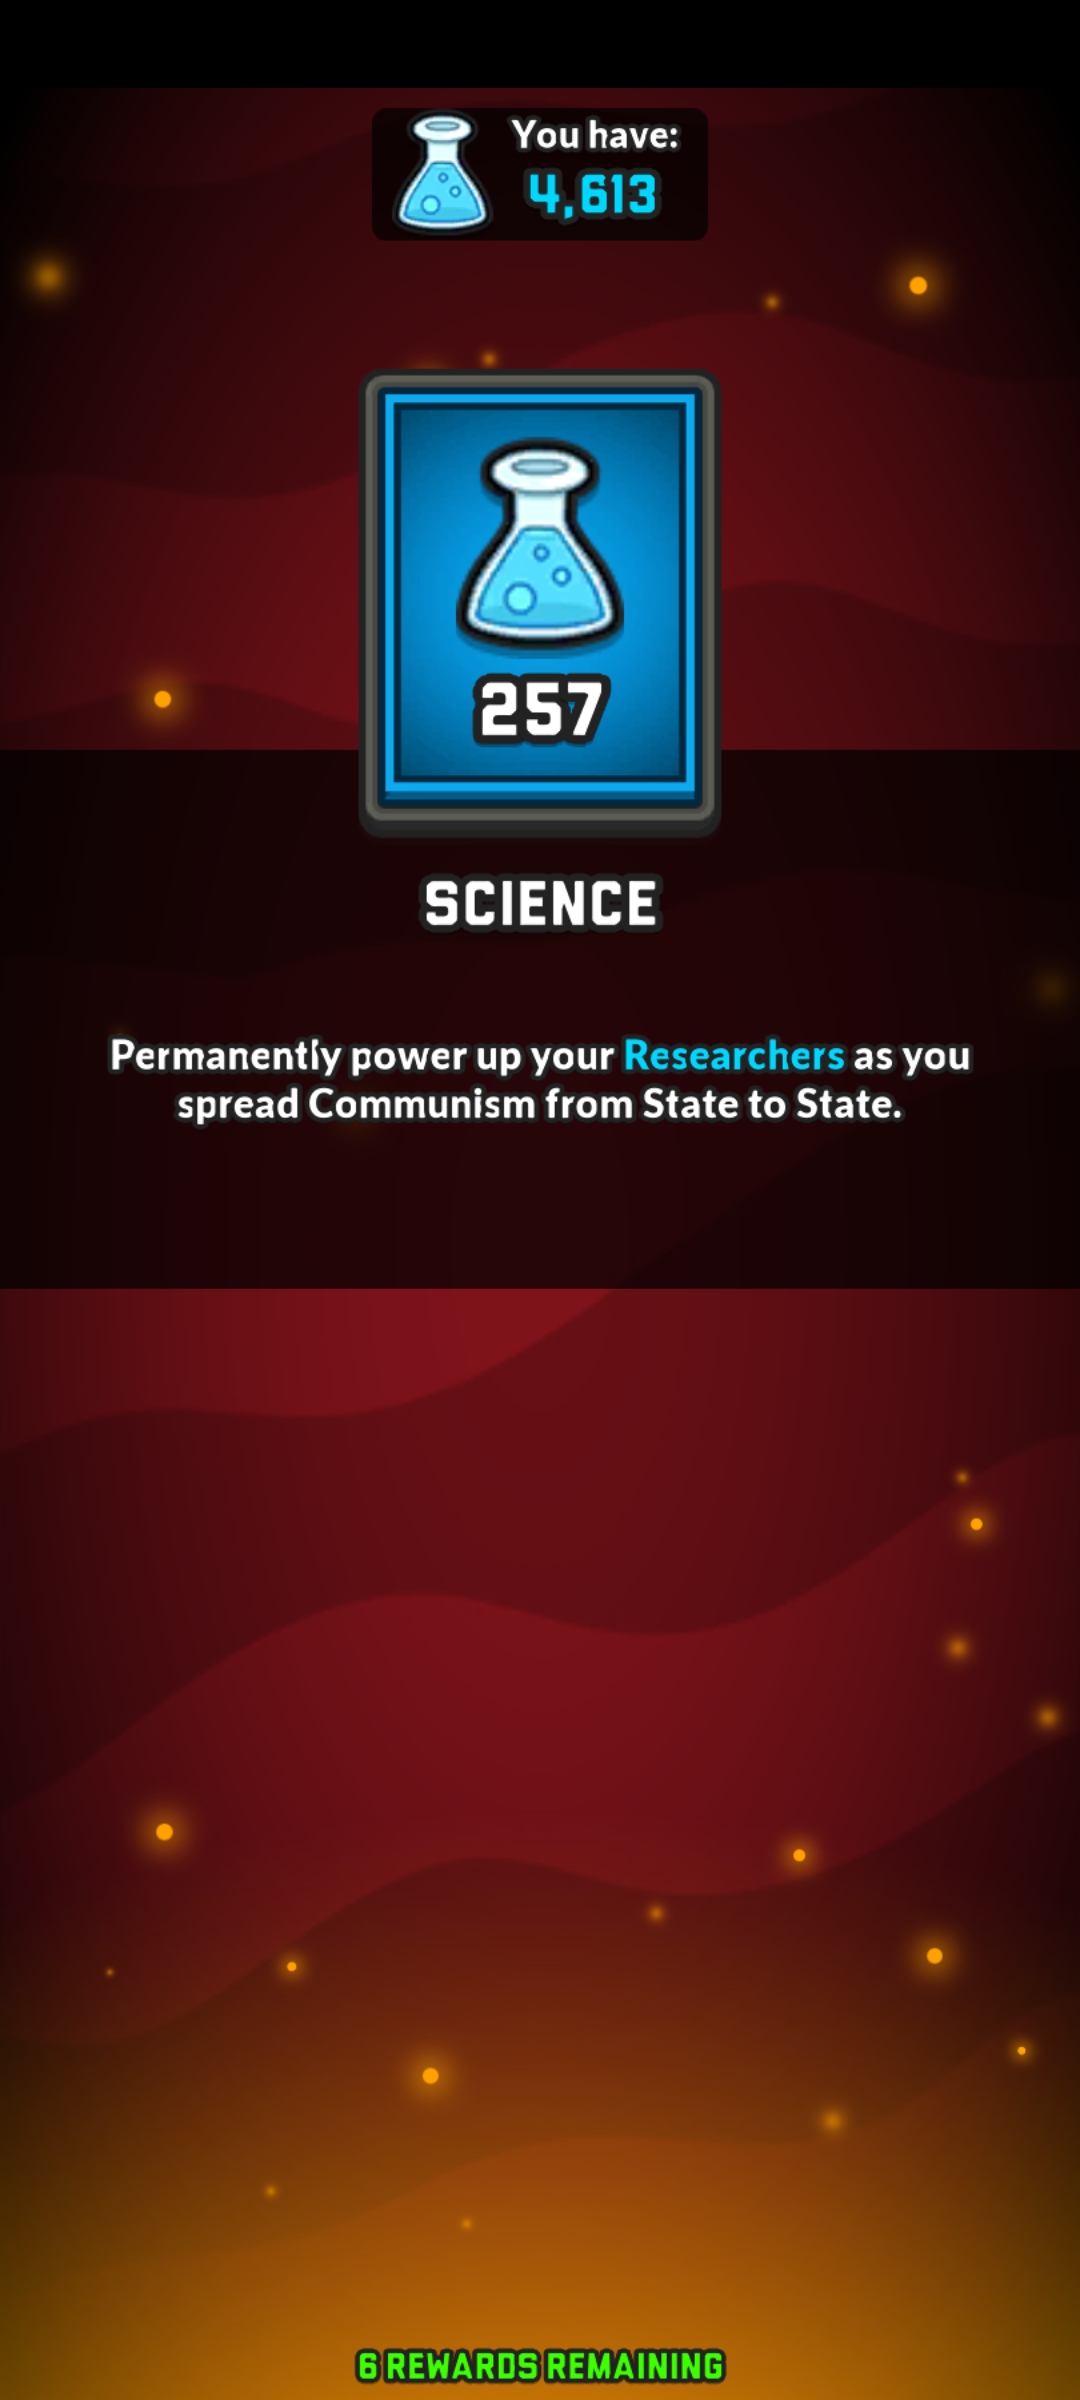 You have:
4,613
257
SCIENCE
Permanently power up your Researchers as you
spread Communism from State to State.
6 REWARDS REMAINING